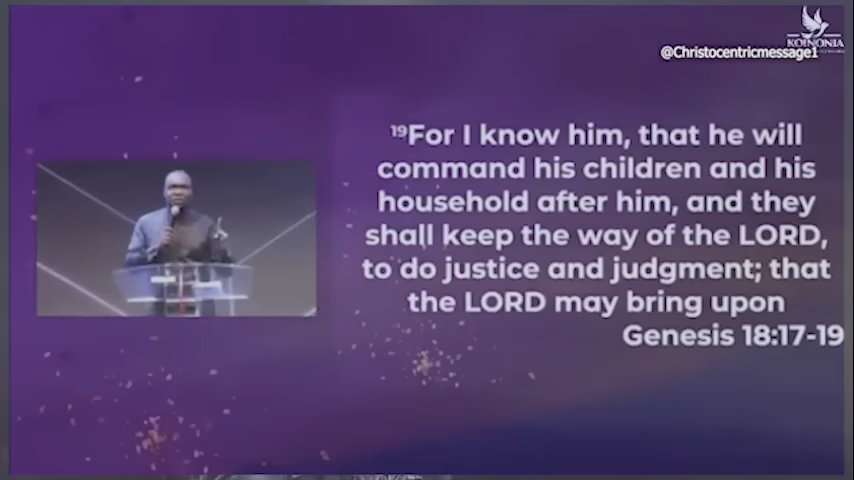 KOINONIA
@Christocentricmessage1
¹⁹For I know him, that he will
command his children and his
household after him, and they
shall keep the way of the LORD,
to do justice and judgment; that
the LORD may bring upon
Genesis 18:17-19